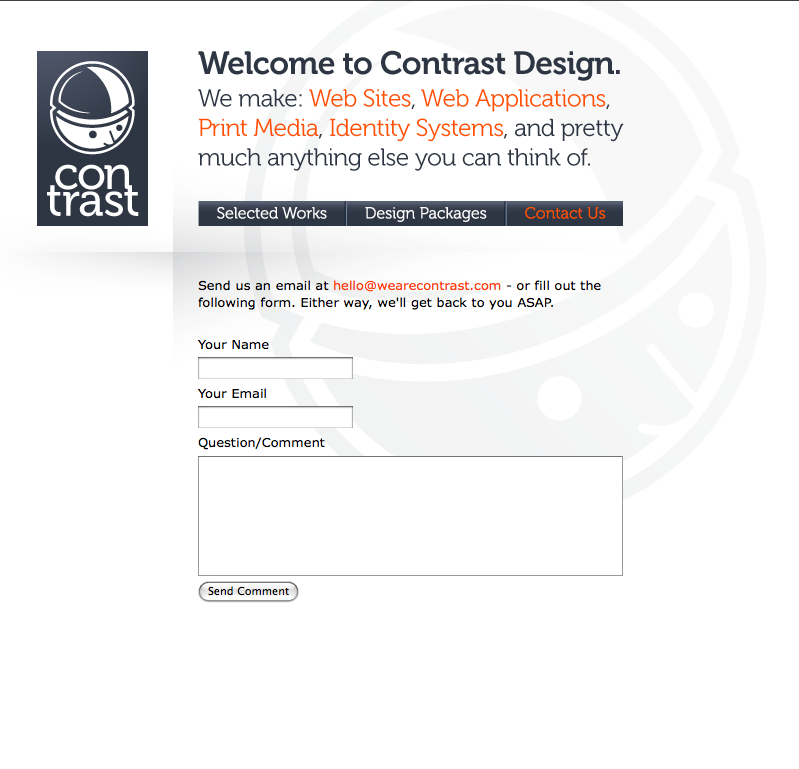 con
trast
Welcome to Contrast Design.
We make: Web Sites, Web Applications,
Print Media, Identity Systems, and pretty
much anything else you can think of.
Selected Works
Design Packages
Contact Us
Send us an email at hello@wearecontrast.com - or fill out the
following form. Either way, we'll get back to you ASAP.
Your Name
Your Email
Question/Comment
Send Comment